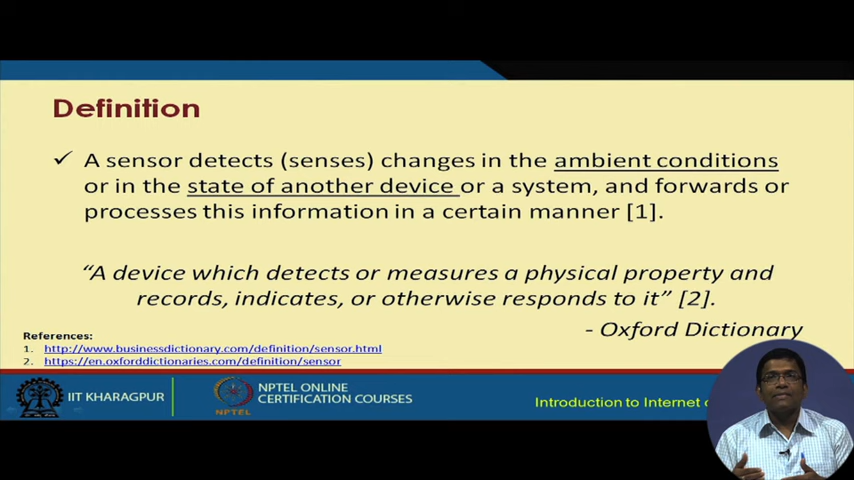 Definition
✓ A sensor detects (senses) changes in the ambient conditions
or in the state of another device or a system, and forwards or
processes this information in a certain manner [1].
“A device which detects or measures a physical property and
records, indicates, or otherwise responds to it” [2].
- Oxford Dictionary
References:
1. http://www.businessdictionary.com/definition/sensor.html
2. https://en.oxforddictionaries.com/definition/sensor
IIT KHARAGPUR
NPTEL
NPTEL ONLINE
CERTIFICATION COURSES
Introduction to Internet